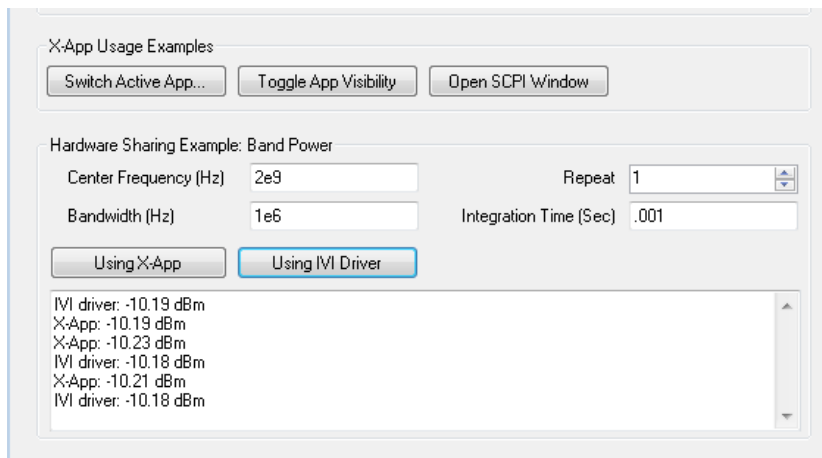 X-App Usage Examples
Switch Active App... Toggle App Visibility Open SCPI Window
Hardware Sharing Example: Band Power
Center Frequency (Hz) 2e9 Repeat 1
Bandwidth (Hz) 1e6 Integration Time (Sec) .001
Using X-App Using IVI Driver
IVI driver: -10.19 dBm
X-App: -10.19 dBm
X-App: -10.23 dBm
IVI driver: -10.18 dBm
X-App: -10.21 dBm
IVI driver: -10.18 dBm